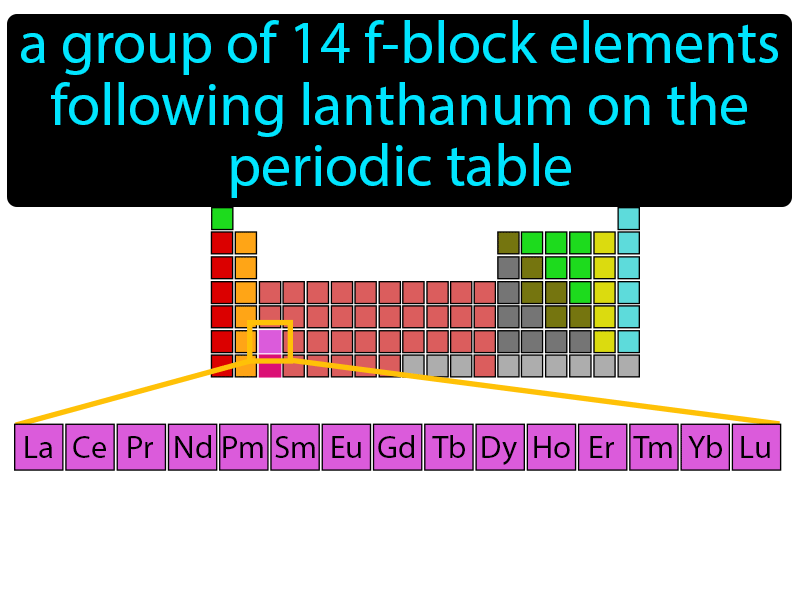 a group of 14 f-block elements
following lanthanum on the
periodic table
La Ce Pr Nd Pm Sm Eu Gd Tb Dy Ho Er Tm Yb Lu